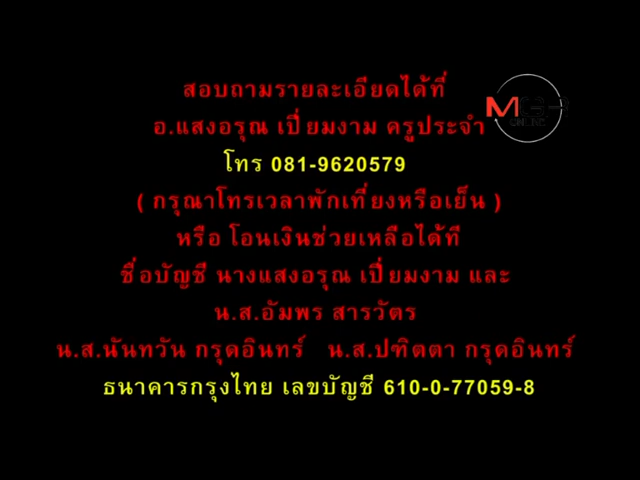 สอบถามรายละเอียดได้ที่
อ.แสงอรุณ เปี่ยมงาม ครูประจำ
โทร 081-9620579
( กรุณาโทรเวลาพักเที่ยงหรือเย็น )
หรือ โอนเงินช่วยเหลือได้ที่
ชื่อบัญชี นางแสงอรุณ เปี่ยมงาม และ
น.ส.อัมพร สารวัตร
น.ส.นันทวัน กรุดอินทร์ น.ส.ปฑิตตา กรุดอินทร์
ธนาคารกรุงไทย เลขบัญชี 610-0-77059-8